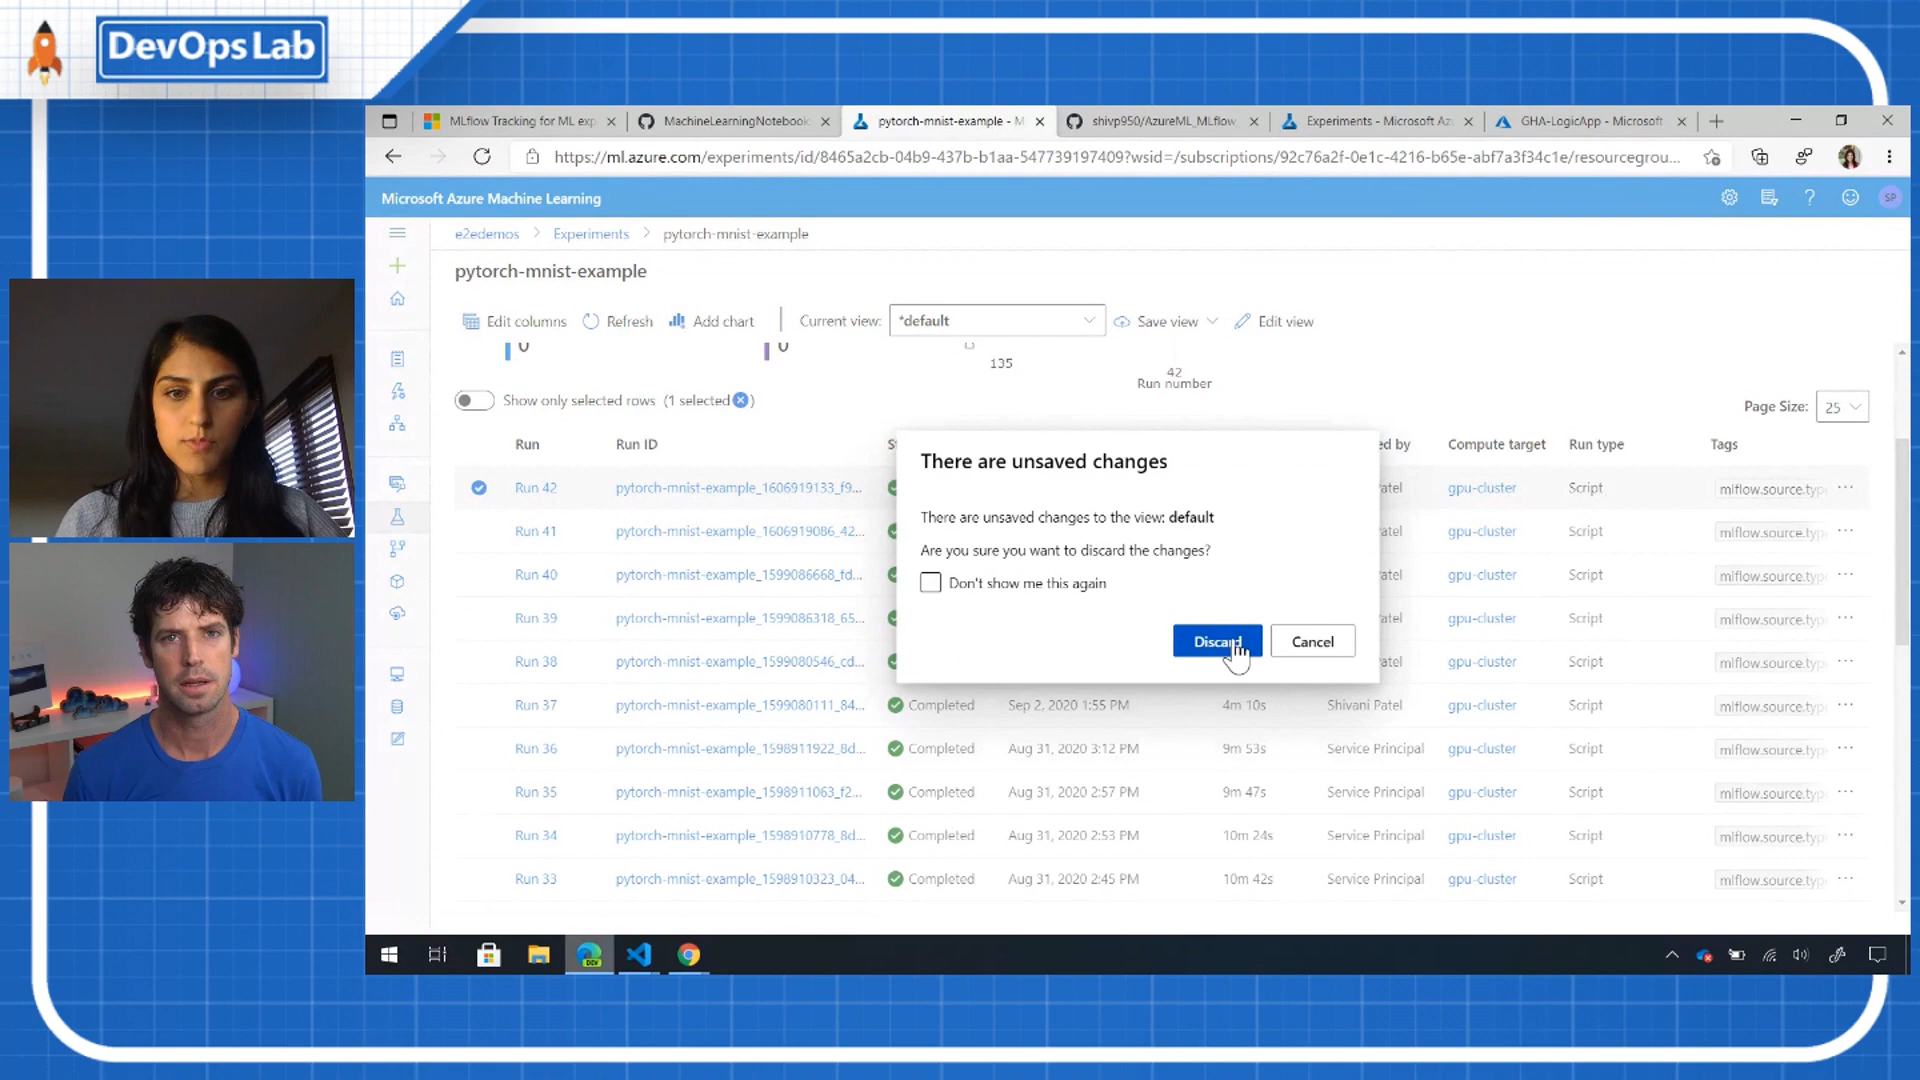 DevOps Lab
MLflow Tracking for ML exp
MachineLearningNotebook
pytorch-mnist-example - M
shivp950/AzureML_MLflow
Experiments - Microsoft Az
GHA-LogicApp - Microsoft
https://ml.azure.com/experiments/id/8465a2cb-04b9-437b-b1aa-547739197409?wsid=/subscriptions/92c76a2f-0e1c-4216-b65e-abf7a3f34c1e/resourcegrou...
Microsoft Azure Machine Learning
SP
e2edemos > Experiments > pytorch-mnist-example
pytorch-mnist-example
Edit columns Refresh Add chart Current view: *default Save view Edit view
0 0 0
135
42
Run number
Show only selected rows (1 selected )
Page Size: 25
Run Run ID St ed by Compute target Run type Tags
Run 42 pytorch-mnist-example_1606919133_f9... atel gpu-cluster Script mlflow.source.typ ...
Run 41 pytorch-mnist-example_1606919086_42... atel gpu-cluster Script mlflow.source.typ ...
Run 40 pytorch-mnist-example_1599086668_fd... atel gpu-cluster Script mlflow.source.typ ...
Run 39 pytorch-mnist-example_1599086318_65... atel gpu-cluster Script mlflow.source.typ ...
Run 38 pytorch-mnist-example_1599080546_cd... atel gpu-cluster Script mlflow.source.typ ...
Run 37 pytorch-mnist-example_1599080111_84... Completed Sep 2, 2020 1:55 PM 4m 10s Shivani Patel gpu-cluster Script mlflow.source.typ ...
Run 36 pytorch-mnist-example_1598911922_8d... Completed Aug 31, 2020 3:12 PM 9m 53s Service Principal gpu-cluster Script mlflow.source.typ ...
Run 35 pytorch-mnist-example_1598911063_f2... Completed Aug 31, 2020 2:57 PM 9m 47s Service Principal gpu-cluster Script mlflow.source.typ ...
Run 34 pytorch-mnist-example_1598910778_8d... Completed Aug 31, 2020 2:53 PM 10m 24s Service Principal gpu-cluster Script mlflow.source.typ ...
Run 33 pytorch-mnist-example_1598910323_04... Completed Aug 31, 2020 2:45 PM 10m 42s Service Principal gpu-cluster Script mlflow.source.typ ...
There are unsaved changes
There are unsaved changes to the view: default
Are you sure you want to discard the changes?
Don't show me this again
Discard Cancel
DEV